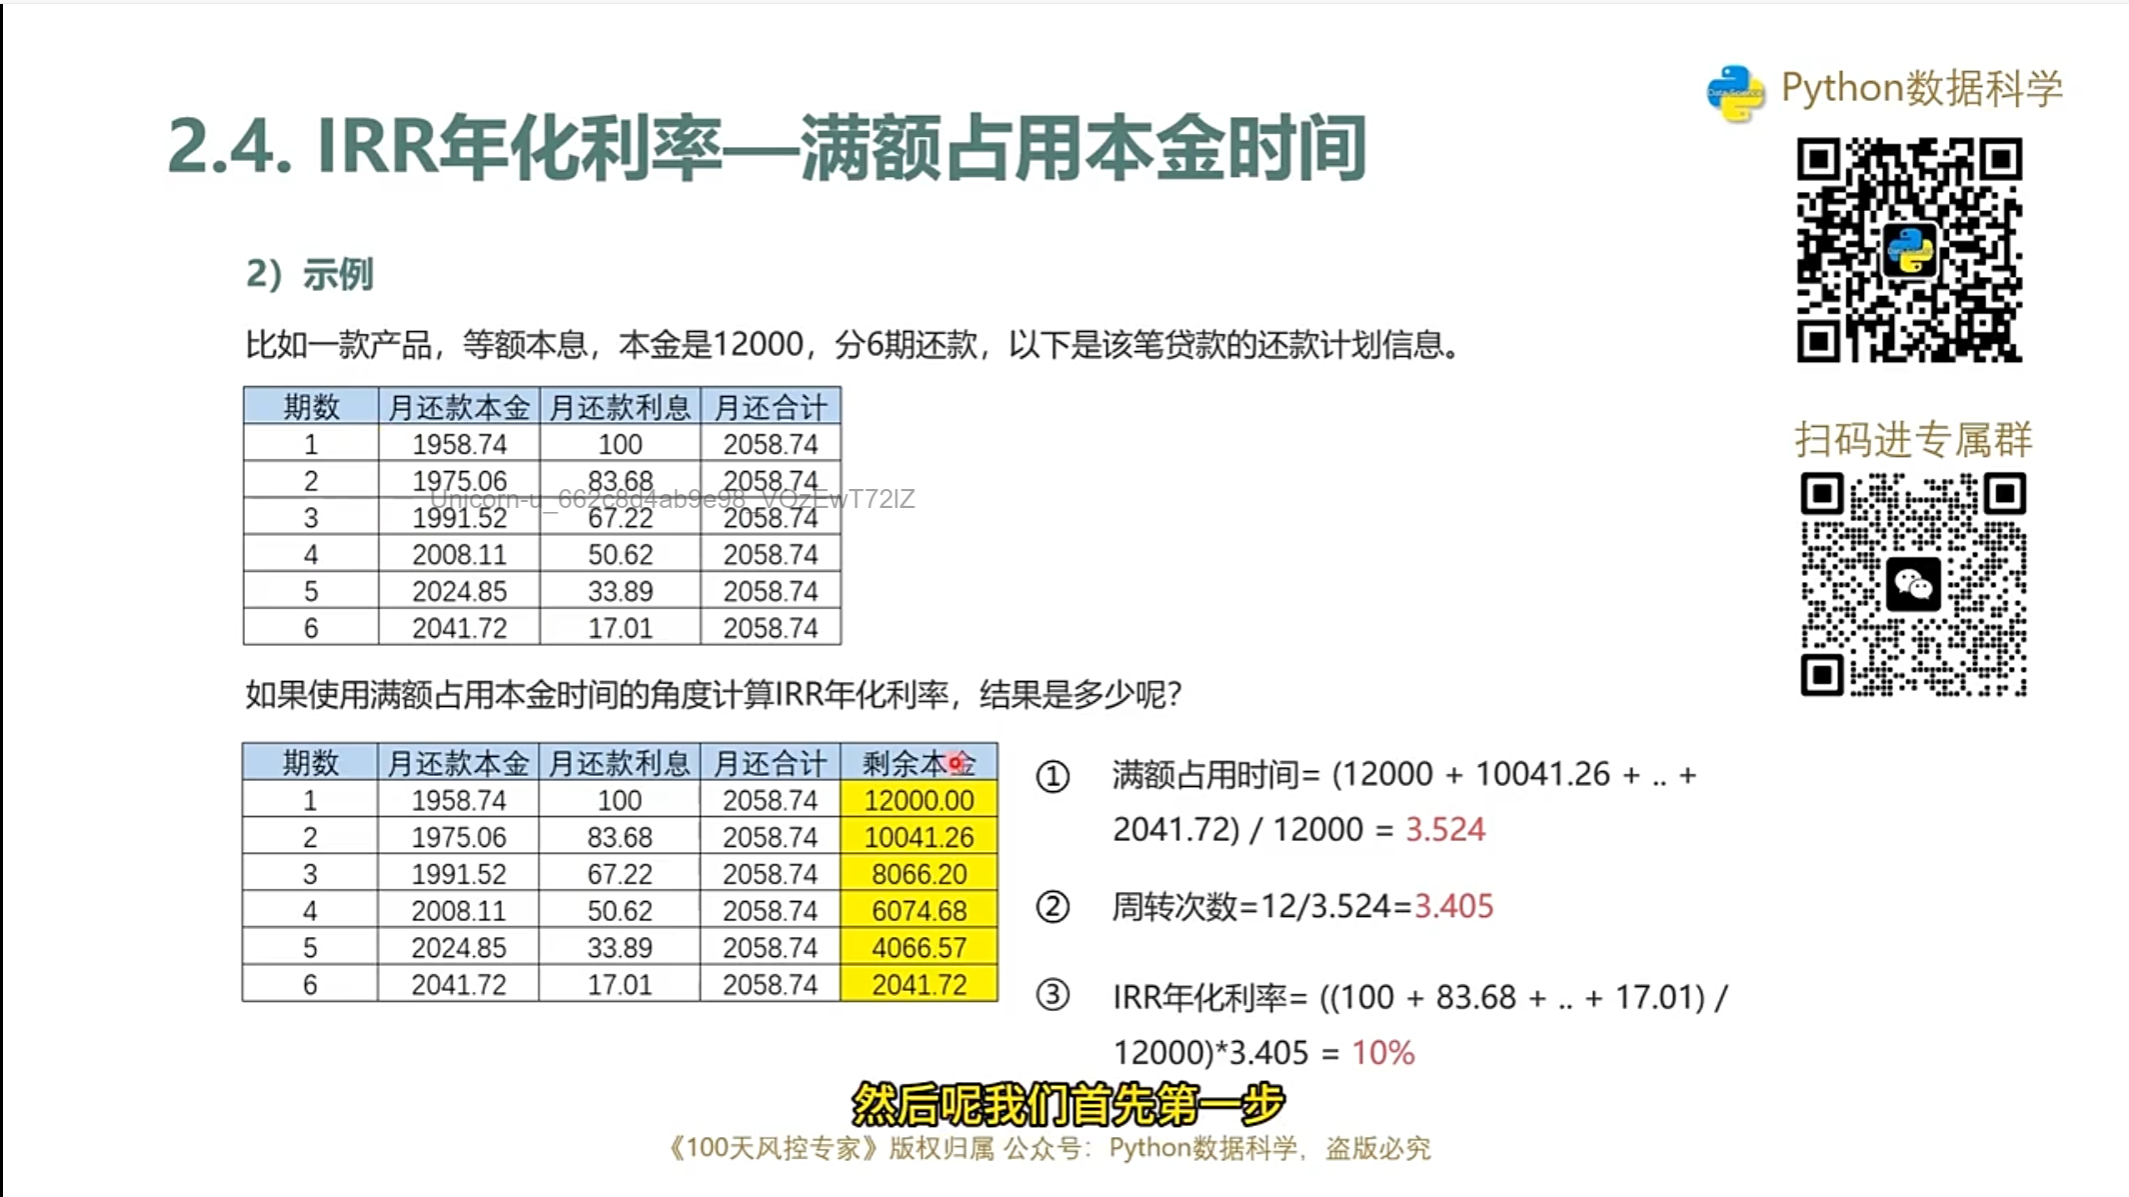 Python数据科学
2.4. IRR年化利率—满额占用本金时间
2）示例
比如一款产品，等额本息，本金是12000，分6期还款，以下是该笔贷款的还款计划信息。
扫码进专属群
期数 月还款本金 月还款利息 月还合计
1 1958.74 100 2058.74
2 1975.06 83.68 2058.74
Unicorn-u_662c8d4ab9e98_VQzEwT72lZ
3 1991.52 67.22 2058.74
4 2008.11 50.62 2058.74
5 2024.85 33.89 2058.74
6 2041.72 17.01 2058.74
如果使用满额占用本金时间的角度计算IRR年化利率，结果是多少呢？
期数 月还款本金 月还款利息 月还合计 剩余本金
1 1958.74 100 2058.74 12000.00
2 1975.06 83.68 2058.74 10041.26
3 1991.52 67.22 2058.74 8066.20
4 2008.11 50.62 2058.74 6074.68
5 2024.85 33.89 2058.74 4066.57
6 2041.72 17.01 2058.74 2041.72
① 满额占用时间= (12000 + 10041.26 + .. +
2041.72) / 12000 = 3.524
② 周转次数=12/3.524=3.405
③ IRR年化利率= ((100 + 83.68 + .. + 17.01) /
12000)*3.405 = 10%
然后呢我们首先第一步
《100天风控专家》版权归属 公众号：Python数据科学，盗版必究